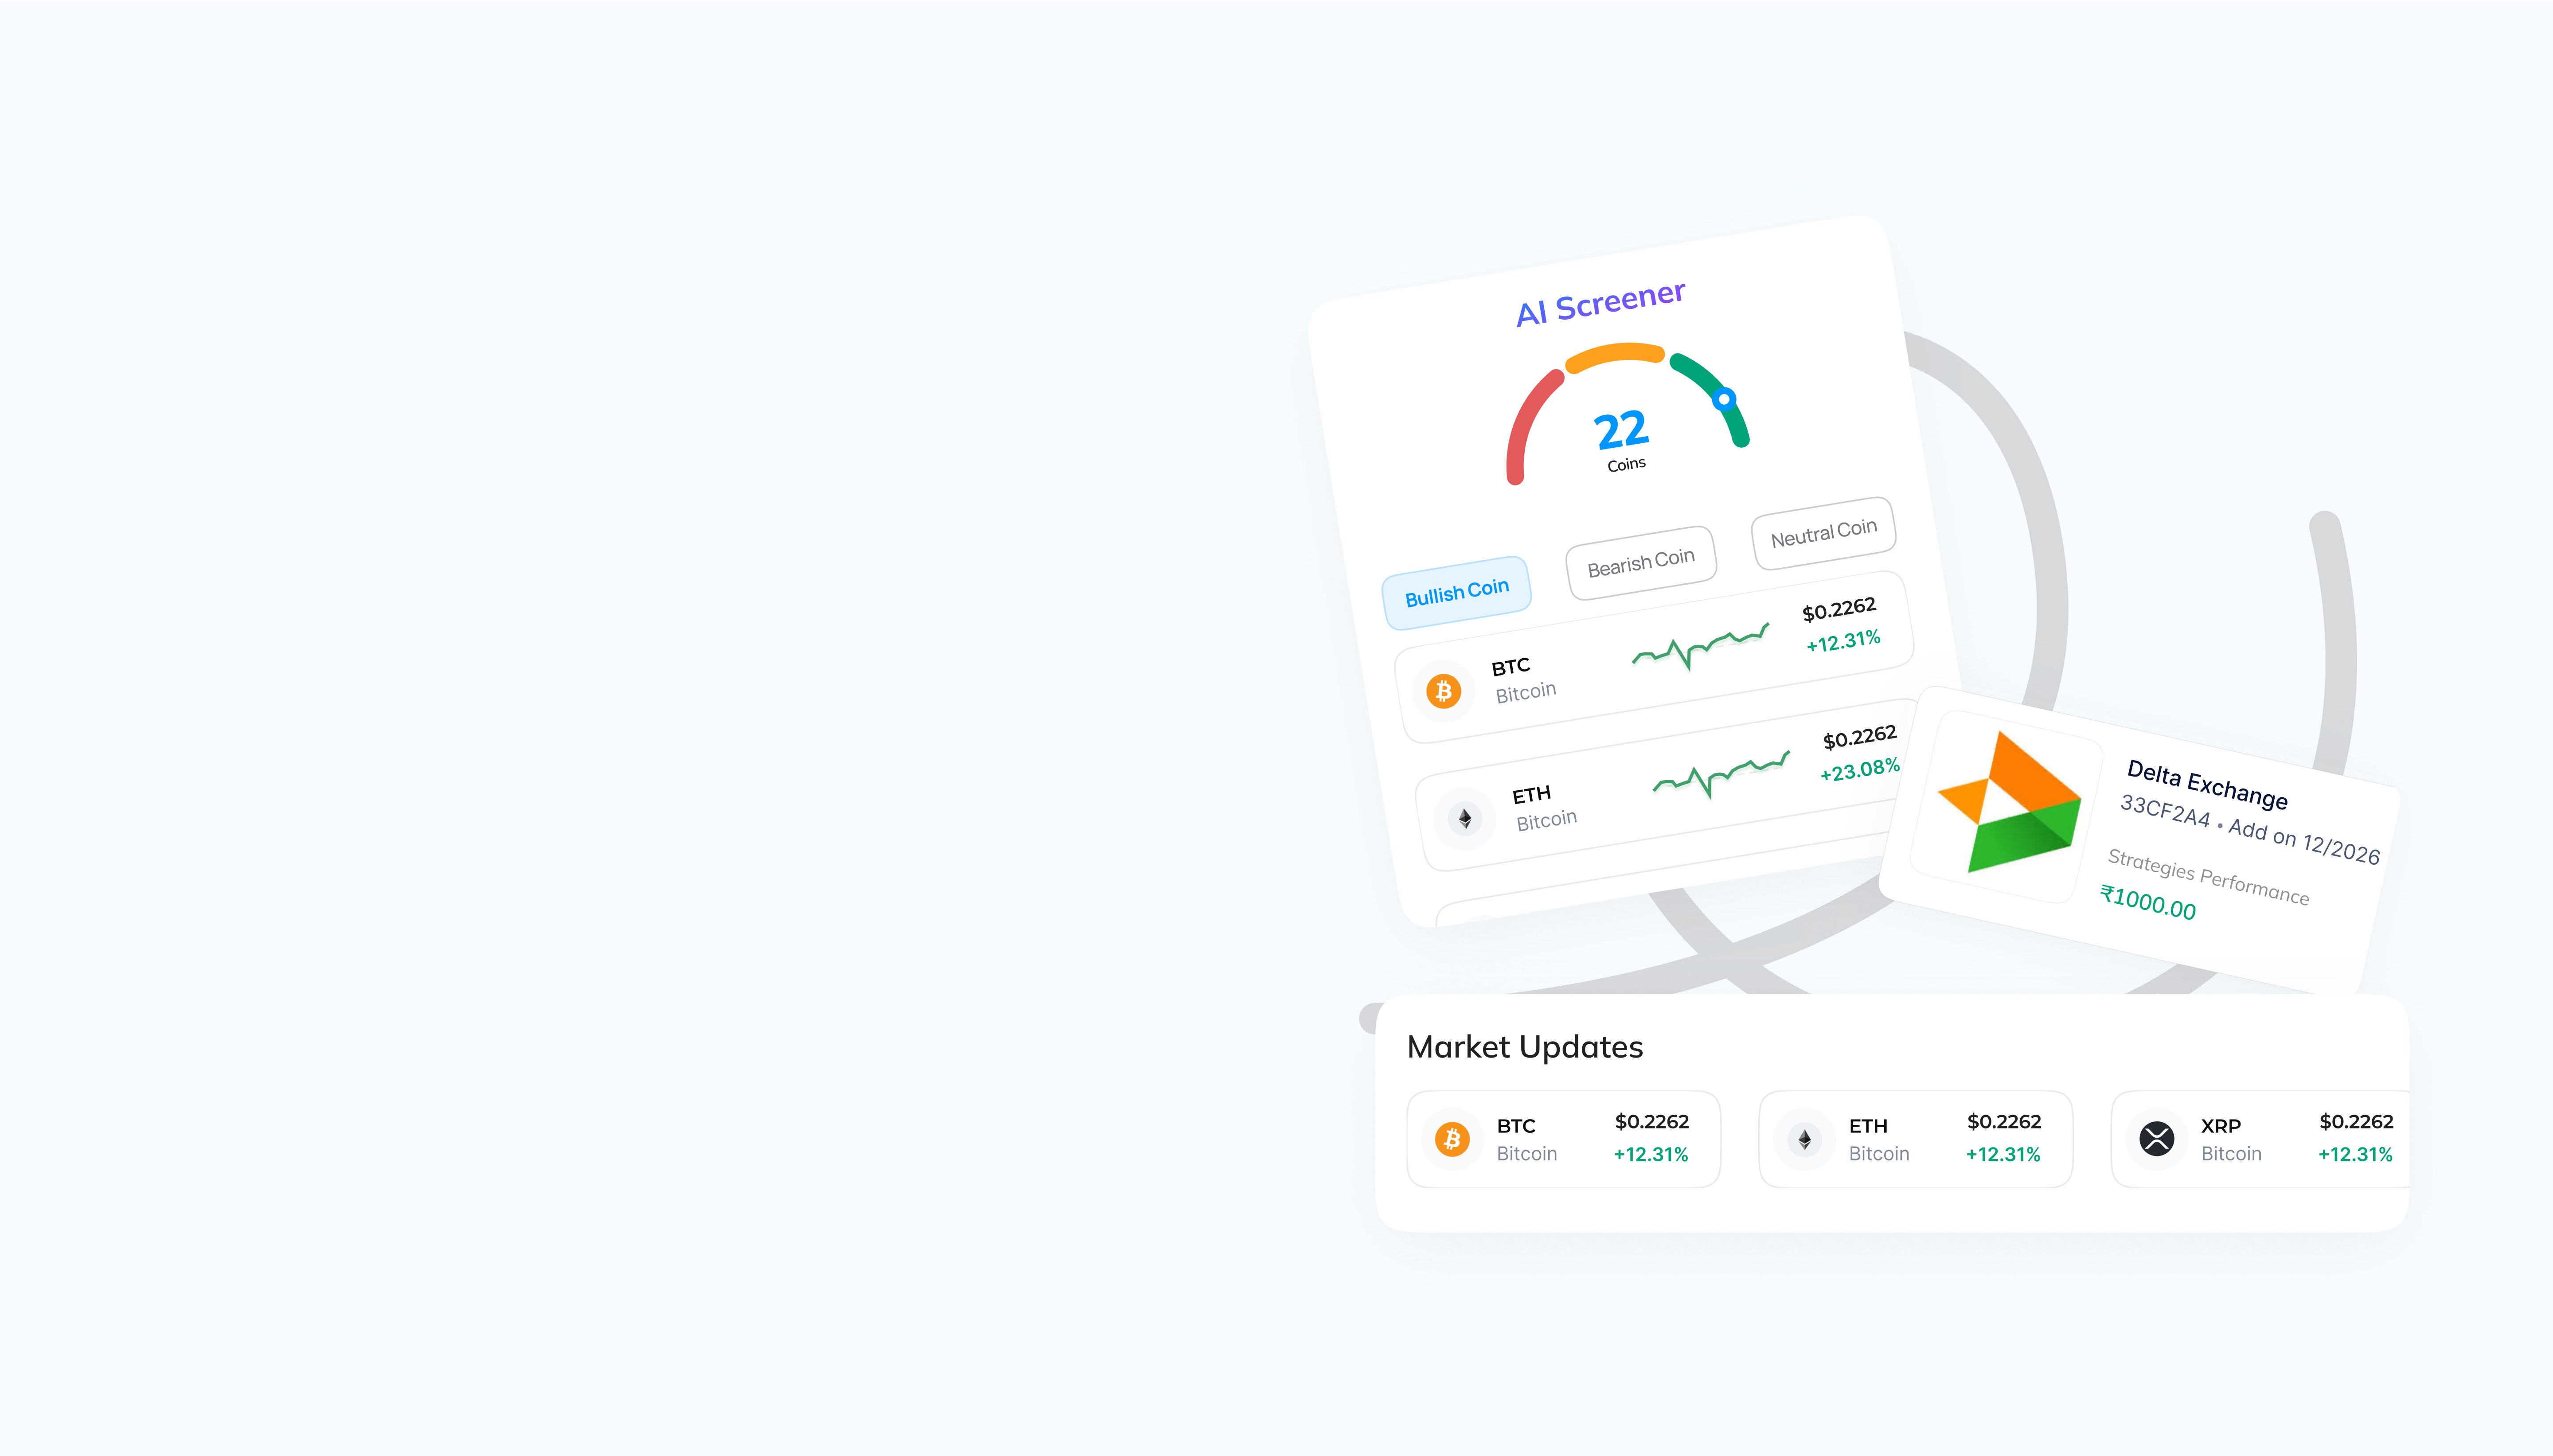 AI Screener
22
Coins
Bullish Coin
Bearish Coin
Neutral Coin
BTC
Bitcoin
$0.2262
+12.31%
ETH
Bitcoin
$0.2262
+23.08%
Delta Exchange
33CF2A4 • Add on 12/2026
Strategies Performance
₹1000.00
Market Updates
BTC
Bitcoin
$0.2262
+12.31%
ETH
Bitcoin
$0.2262
+12.31%
XRP
Bitcoin
$0.2262
+12.31%